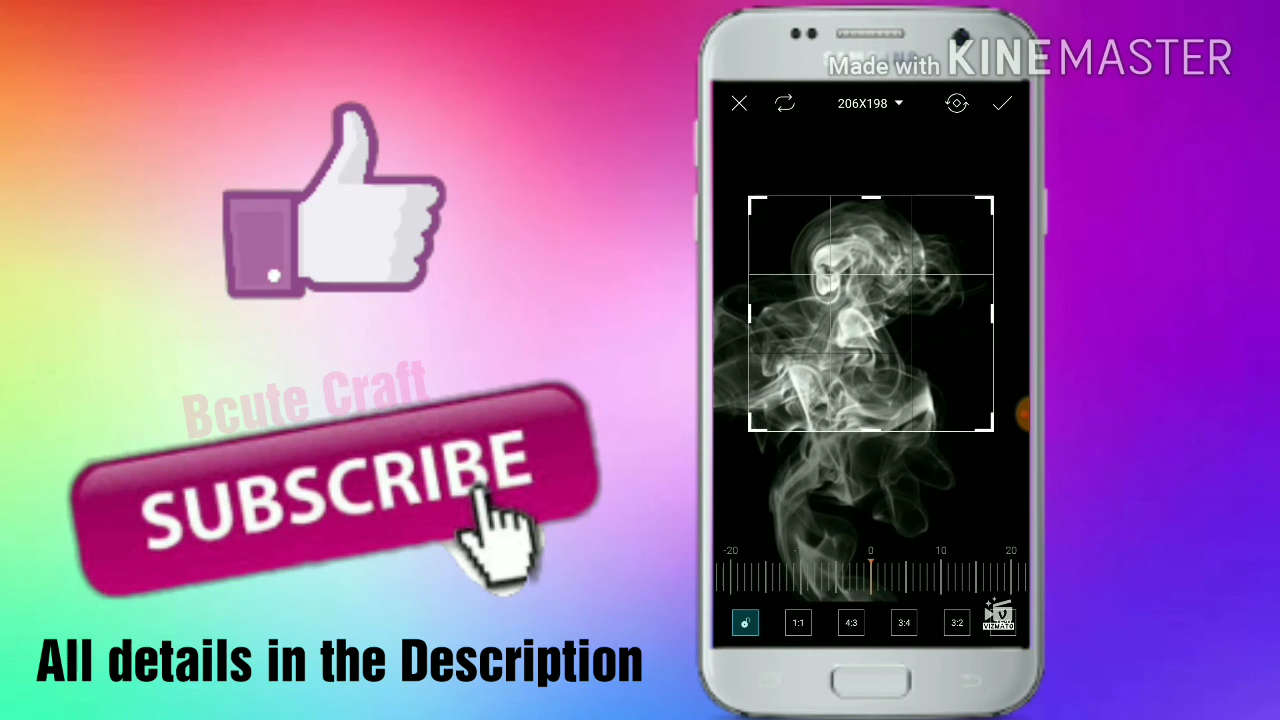 Made with KINEMASTER
206X198
Bcute Craft
SUBSCRIBE
-20 0 10 20
1:1 4:3 3:4 3:2
VIZMATO
All details in the Description